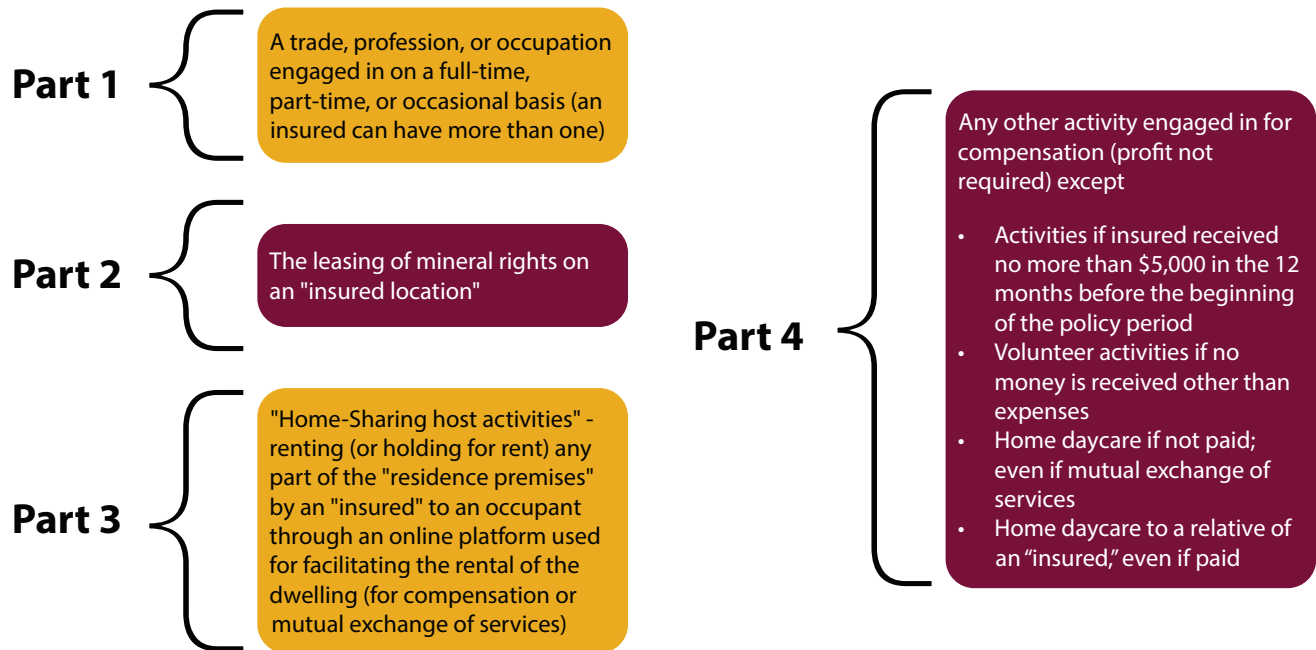 Part 1
A trade, profession, or occupation
engaged in on a full-time,
part-time, or occasional basis (an
insured can have more than one)
Part 2
The leasing of mineral rights on
an "insured location"
Part 3
"Home-Sharing host activities" -
renting (or holding for rent) any
part of the "residence premises"
by an "insured" to an occupant
through an online platform used
for facilitating the rental of the
dwelling (for compensation or
mutual exchange of services)
Part 4
Any other activity engaged in for
compensation (profit not
required) except
• Activities if insured received
no more than $5,000 in the 12
months before the beginning
of the policy period
• Volunteer activities if no
money is received other than
expenses
• Home daycare if not paid;
even if mutual exchange of
services
• Home daycare to a relative of
an “insured,” even if paid